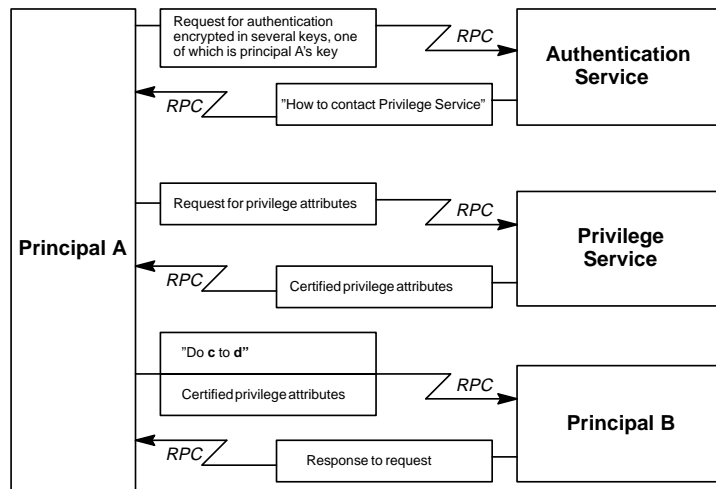 Request for authentication
encrypted in several keys, one
of which is principal A's key
RPC
Authentication
Service
RPC
"How to contact Privilege Service"
Principal A
Request for privilege attributes
RPC
Privilege
Service
RPC
Certified privilege attributes
"Do c to d"
Certified privilege attributes
RPC
Principal B
RPC
Response to request